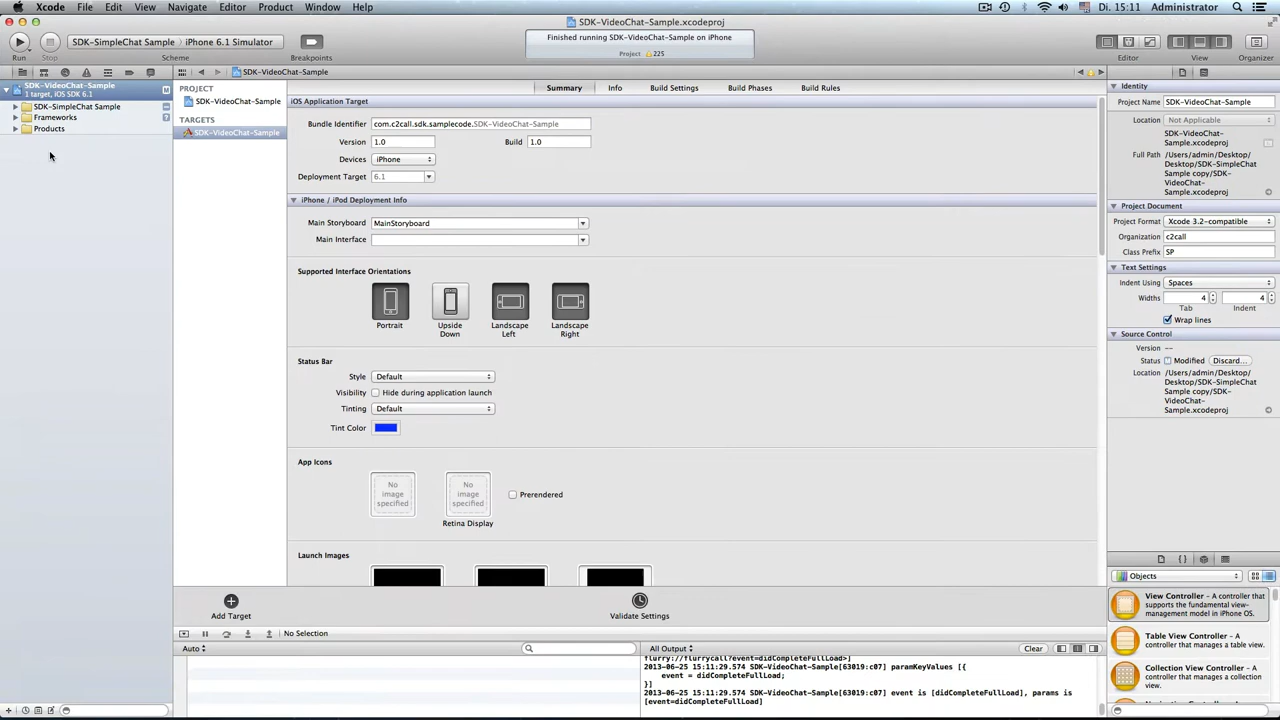 Xcode File Edit View Navigate Editor Product Window Help
Di. 15:11 Administrator
SDK-VideoChat-Sample.xcodeproj
SDK-SimpleChat Sample iPhone 6.1 Simulator
Finished running SDK-VideoChat-Sample on iPhone
Project 225
Run Stop Scheme Breakpoints Editor View Organizer
SDK-VideoChat-Sample
1 target, iOS SDK 6.1
M
SDK-SimpleChat Sample
Frameworks
?
Products
SDK-VideoChat-Sample
PROJECT
SDK-VideoChat-Sample
TARGETS
SDK-VideoChat-Sample
Summary Info Build Settings Build Phases Build Rules
iOS Application Target
Bundle Identifier com.c2call.sdk.samplecode.SDK-VideoChat-Sample
Version 1.0 Build 1.0
Devices iPhone
Deployment Target 6.1
iPhone / iPod Deployment Info
Main Storyboard MainStoryboard
Main Interface
Supported Interface Orientations
Portrait
Upside
Down
Landscape
Left
Landscape
Right
Status Bar
Style Default
Visibility Hide during application launch
Tinting Default
Tint Color
App Icons
No
image
specified
No
image
specified
Prerendered
Retina Display
Launch Images
Add Target
Validate Settings
No Selection
Auto
All Output
Clear
flurry://flurrycall?event=didCompleteFullLoad>]
2013-06-25 15:11:29.574 SDK-VideoChat-Sample[63019:c07] paramKeyValues [{
event = didCompleteFullLoad;
}]
2013-06-25 15:11:29.574 SDK-VideoChat-Sample[63019:c07] event is [didCompleteFullLoad], params is
[event=didCompleteFullLoad]
Identity
Project Name SDK-VideoChat-Sample
Location Not Applicable
SDK-VideoChat-
Sample.xcodeproj
Full Path /Users/admin/Desktop/
Desktop/SDK-SimpleChat
Sample copy/SDK-
VideoChat-
Sample.xcodeproj
Project Document
Project Format Xcode 3.2-compatible
Organization c2call
Class Prefix SP
Text Settings
Indent Using Spaces
Widths 4 4
Tab Indent
Wrap lines
Source Control
Version --
Status M Modified Discard...
Location /Users/admin/Desktop/
Desktop/SDK-SimpleChat
Sample copy/SDK-
VideoChat-
Sample.xcodeproj
Objects
View Controller - A controller that
supports the fundamental view-
management model in iPhone OS.
Table View Controller - A
controller that manages a table view.
Collection View Controller - A
controller that manages a collection
view.